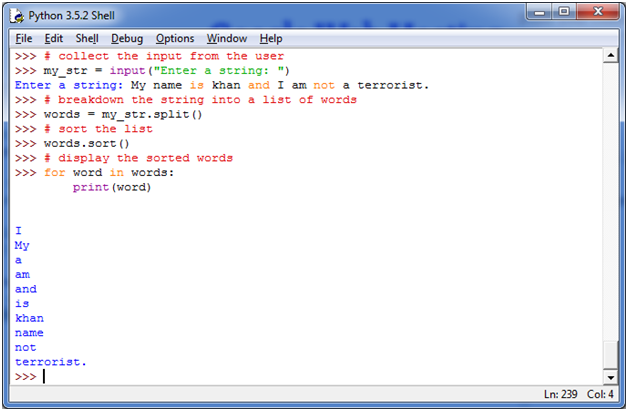 Python 3.5.2 Shell
File Edit Shell Debug Options Window Help
>>> # collect the input from the user
>>> my_str = input("Enter a string: ")
Enter a string: My name is khan and I am not a terrorist.
>>> # breakdown the string into a list of words
>>> words = my_str.split()
>>> # sort the list
>>> words.sort()
>>> # display the sorted words
>>> for word in words:
        print(word)
I
My
a
am
and
is
khan
name
not
terrorist.
>>>
Ln: 239 Col: 4